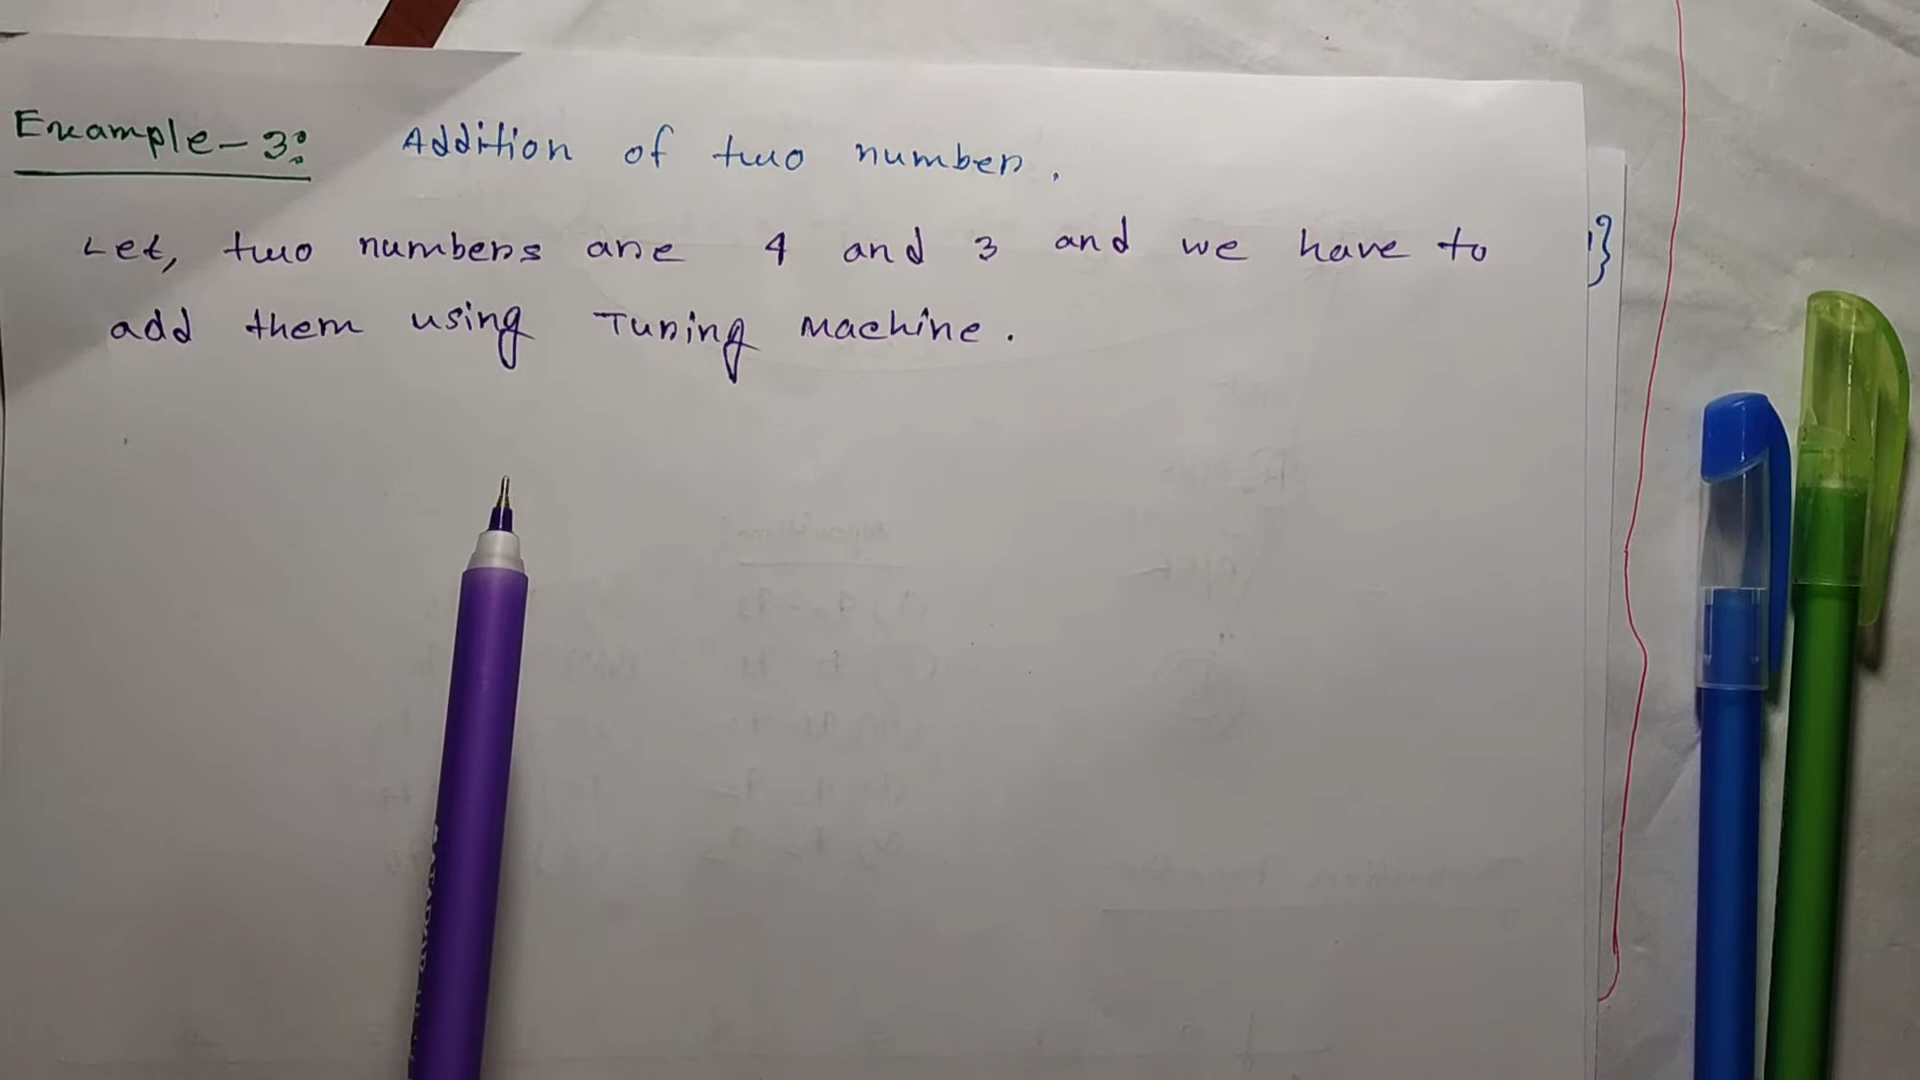 Example-3:
Addition of two number.
Let, two numbers are 4 and 3 and we have to
add them using Turing Machine.